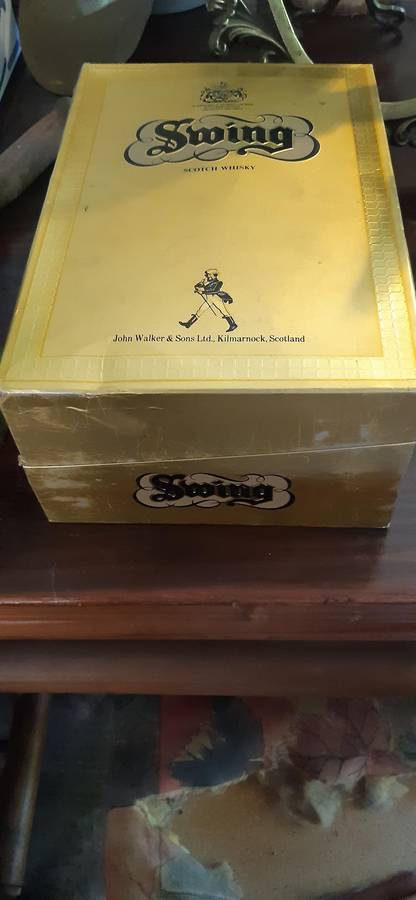 Swing
SCOTCH WHISKY
John Walker & Sons Ltd., Kilmarnock, Scotland
Swing